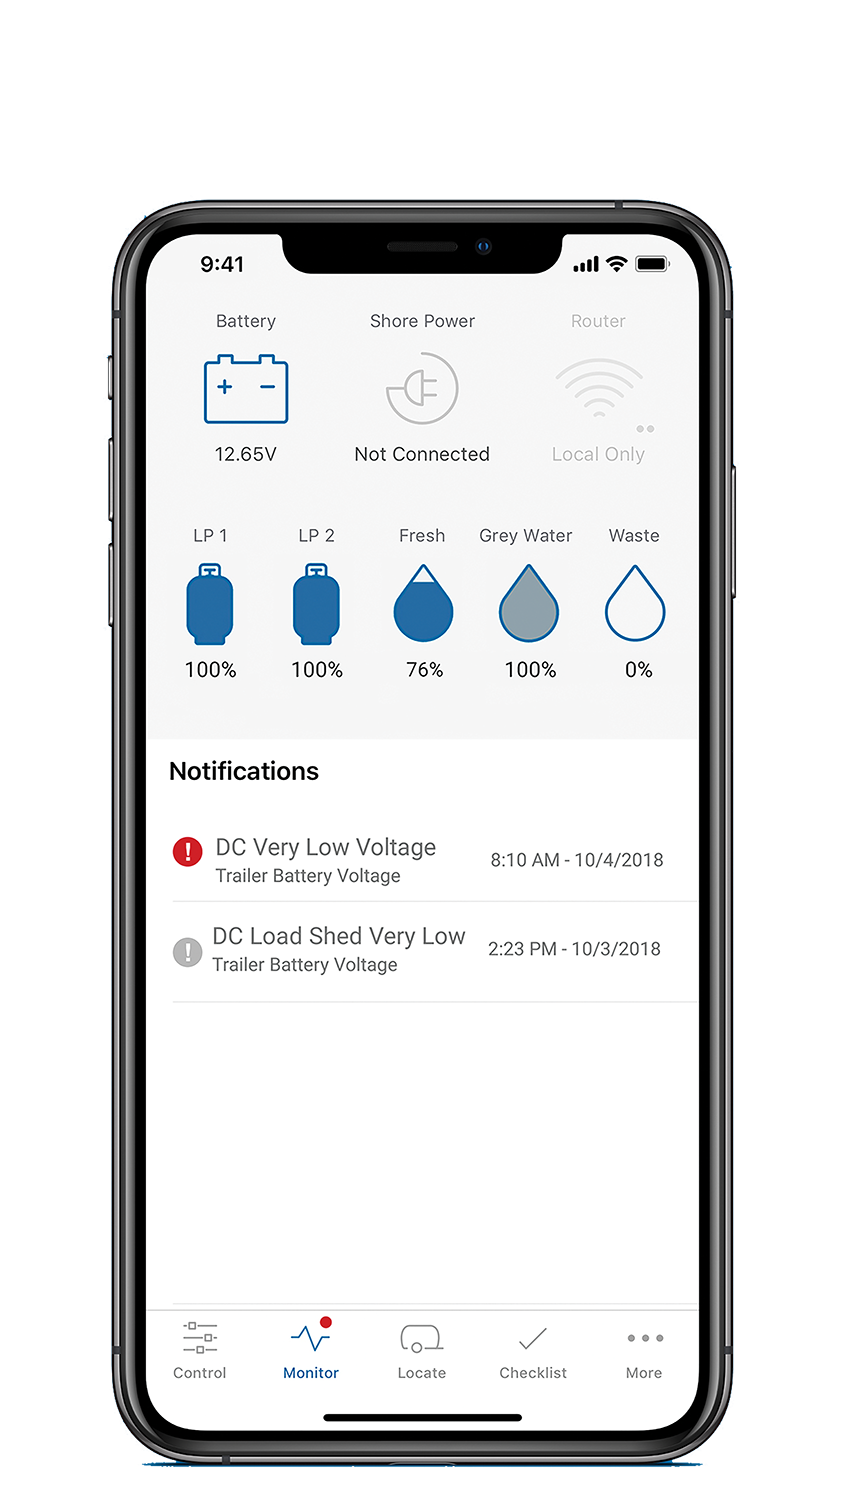 9:41
Battery Shore Power Router
+ −
12.65V Not Connected Local Only
LP 1 LP 2 Fresh Grey Water Waste
100% 100% 76% 100% 0%
Notifications
! DC Very Low Voltage
Trailer Battery Voltage
8:10 AM - 10/4/2018
! DC Load Shed Very Low
Trailer Battery Voltage
2:23 PM - 10/3/2018
Control Monitor Locate Checklist More